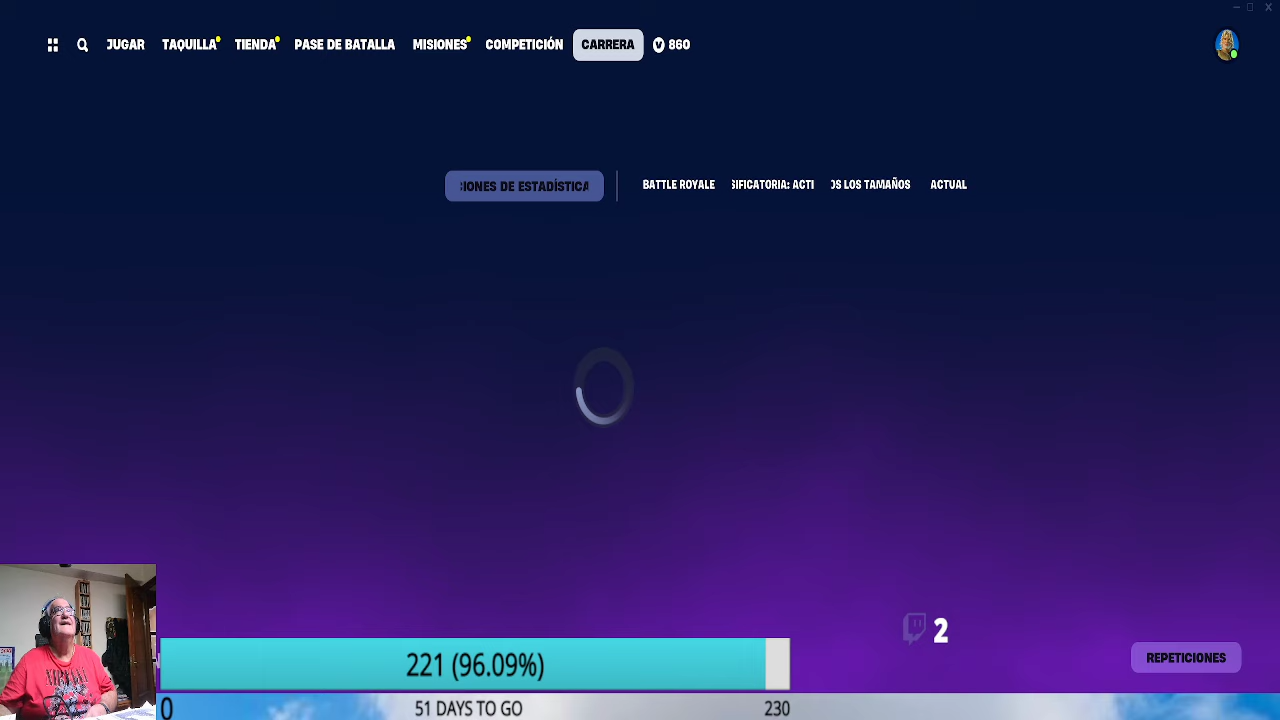 JUGAR TAQUILLA TIENDA PASE DE BATALLA MISIONES COMPETICIÓN CARRERA V 860
IONES DE ESTADÍSTICA BATTLE ROYALE SIFICATORIA: ACTI OS LOS TAMAÑOS ACTUAL
2
REPETICIONES
221 (96.09%)
0 51 DAYS TO GO 230